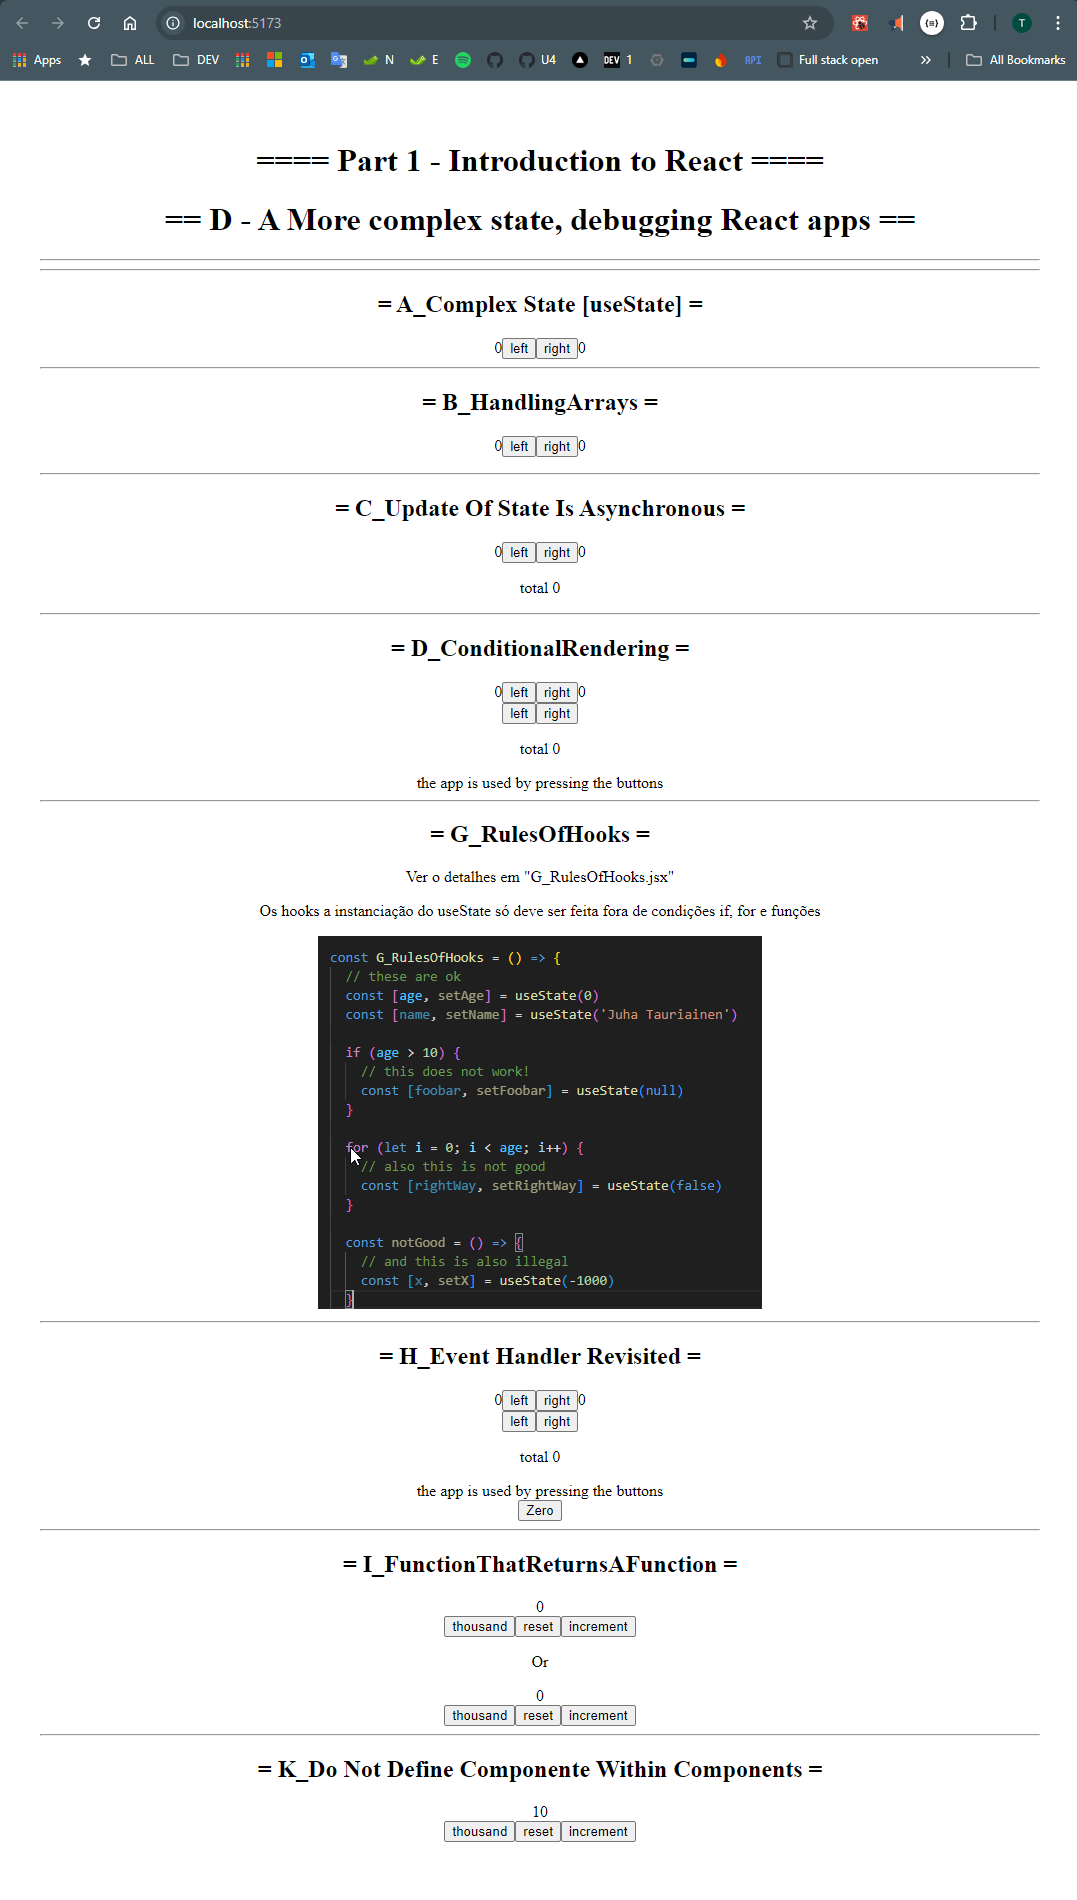 localhost:5173
T
Apps
ALL
DEV
N
E
U4
DEV 1
API
Full stack open
All Bookmarks
==== Part 1 - Introduction to React ====
== D - A More complex state, debugging React apps ==
= A_Complex State [useState] =
0 left right 0
= B_HandlingArrays =
0 left right 0
= C_Update Of State Is Asynchronous =
0 left right 0
total 0
= D_ConditionalRendering =
0 left right 0
left right
total 0
the app is used by pressing the buttons
= G_RulesOfHooks =
Ver o detalhes em "G_RulesOfHooks.jsx"
Os hooks a instanciação do useState só deve ser feita fora de condições if, for e funções
const G_RulesOfHooks = () => {
// these are ok
const [age, setAge] = useState(0)
const [name, setName] = useState('Juha Tauriainen')
if (age > 10) {
// this does not work!
const [foobar, setFoobar] = useState(null)
}
for (let i = 0; i < age; i++) {
// also this is not good
const [rightWay, setRightWay] = useState(false)
}
const notGood = () => {
// and this is also illegal
const [x, setX] = useState(-1000)
}
= H_Event Handler Revisited =
0 left right 0
left right
total 0
the app is used by pressing the buttons
Zero
= I_FunctionThatReturnsAFunction =
0
thousand reset increment
Or
0
thousand reset increment
= K_Do Not Define Componente Within Components =
10
thousand reset increment